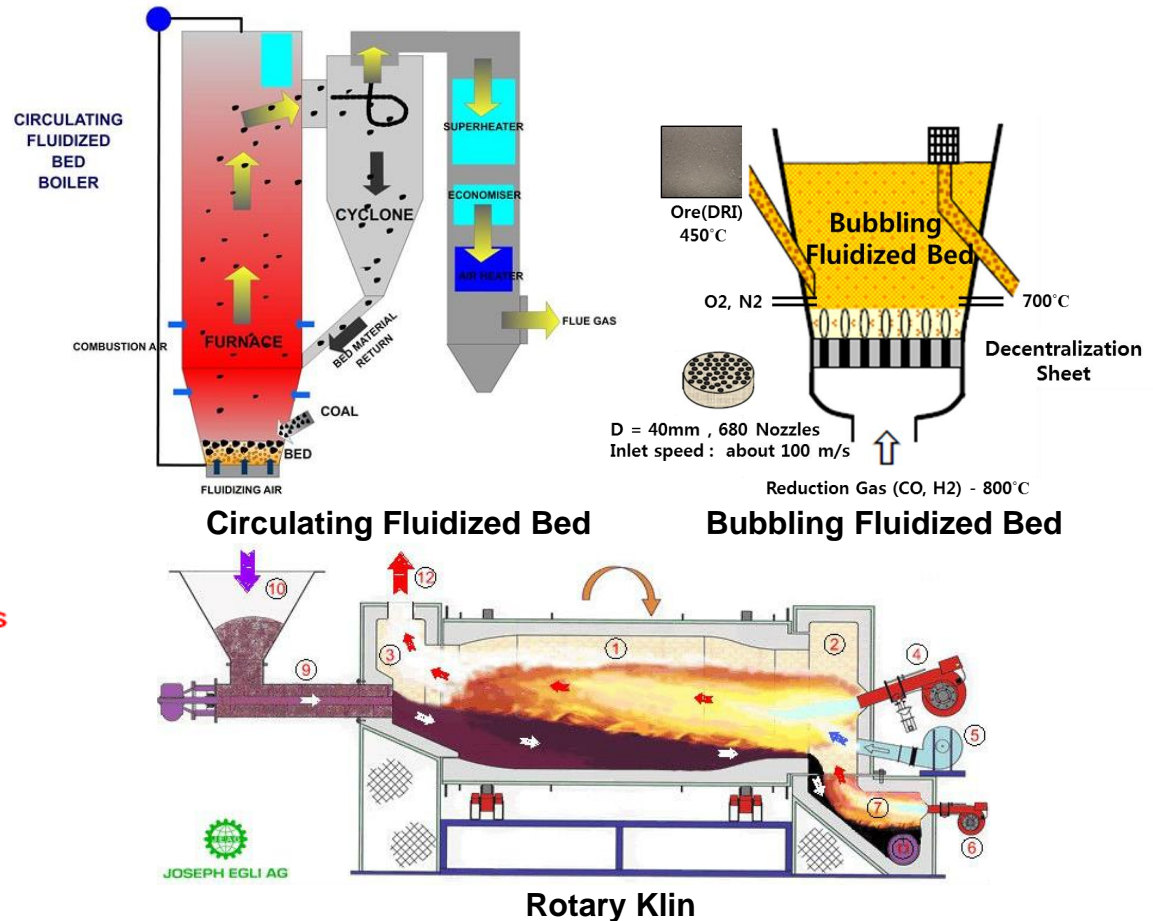 CIRCULATING
FLUIDIZED
BED
BOILER
SUPERHEATER
ECONOMISER
AIR HEATER
CYCLONE
FLUE GAS
COMBUSTION AIR
FURNACE
BED MATERIAL
RETURN
COAL
BED
FLUIDIZING AIR
Circulating Fluidized Bed
Ore(DRI)
450°C
Bubbling
Fluidized Bed
O2, N2
700°C
Decentralization
Sheet
D = 40mm , 680 Nozzles
Inlet speed : about 100 m/s
Reduction Gas (CO, H2) - 800°C
Bubbling Fluidized Bed
s
10
12
3
1
2
4
9
5
7
6
13
JEAG
JOSEPH EGLI AG
Rotary Klin